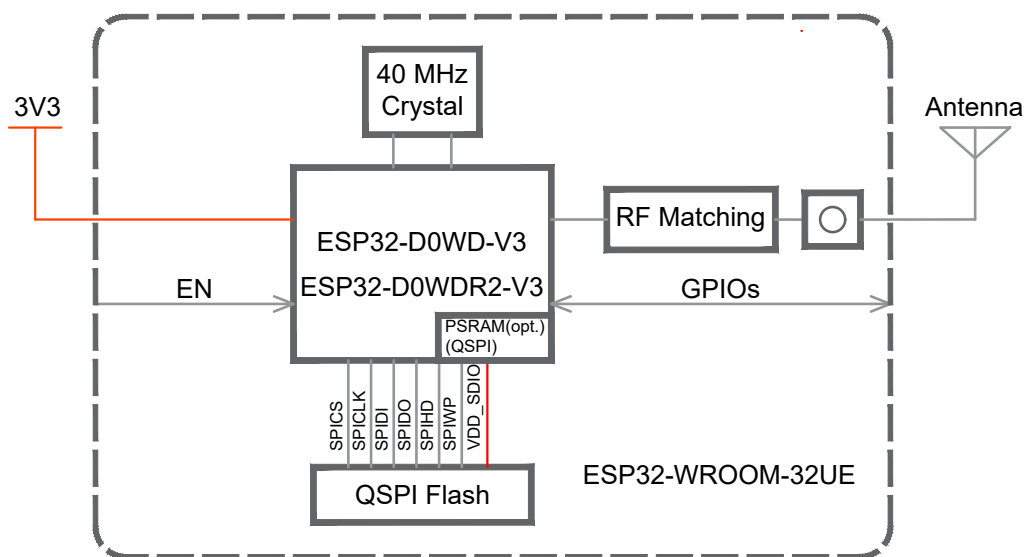 40 MHz
Crystal
3V3
Antenna
RF Matching
ESP32-D0WD-V3
ESP32-D0WDR2-V3
EN
GPIOs
PSRAM(opt.)
(QSPI)
SPICS
SPICLK
SPIDI
SPIDO
SPIHD
SPIWP
VDD_SDIO
ESP32-WROOM-32UE
QSPI Flash